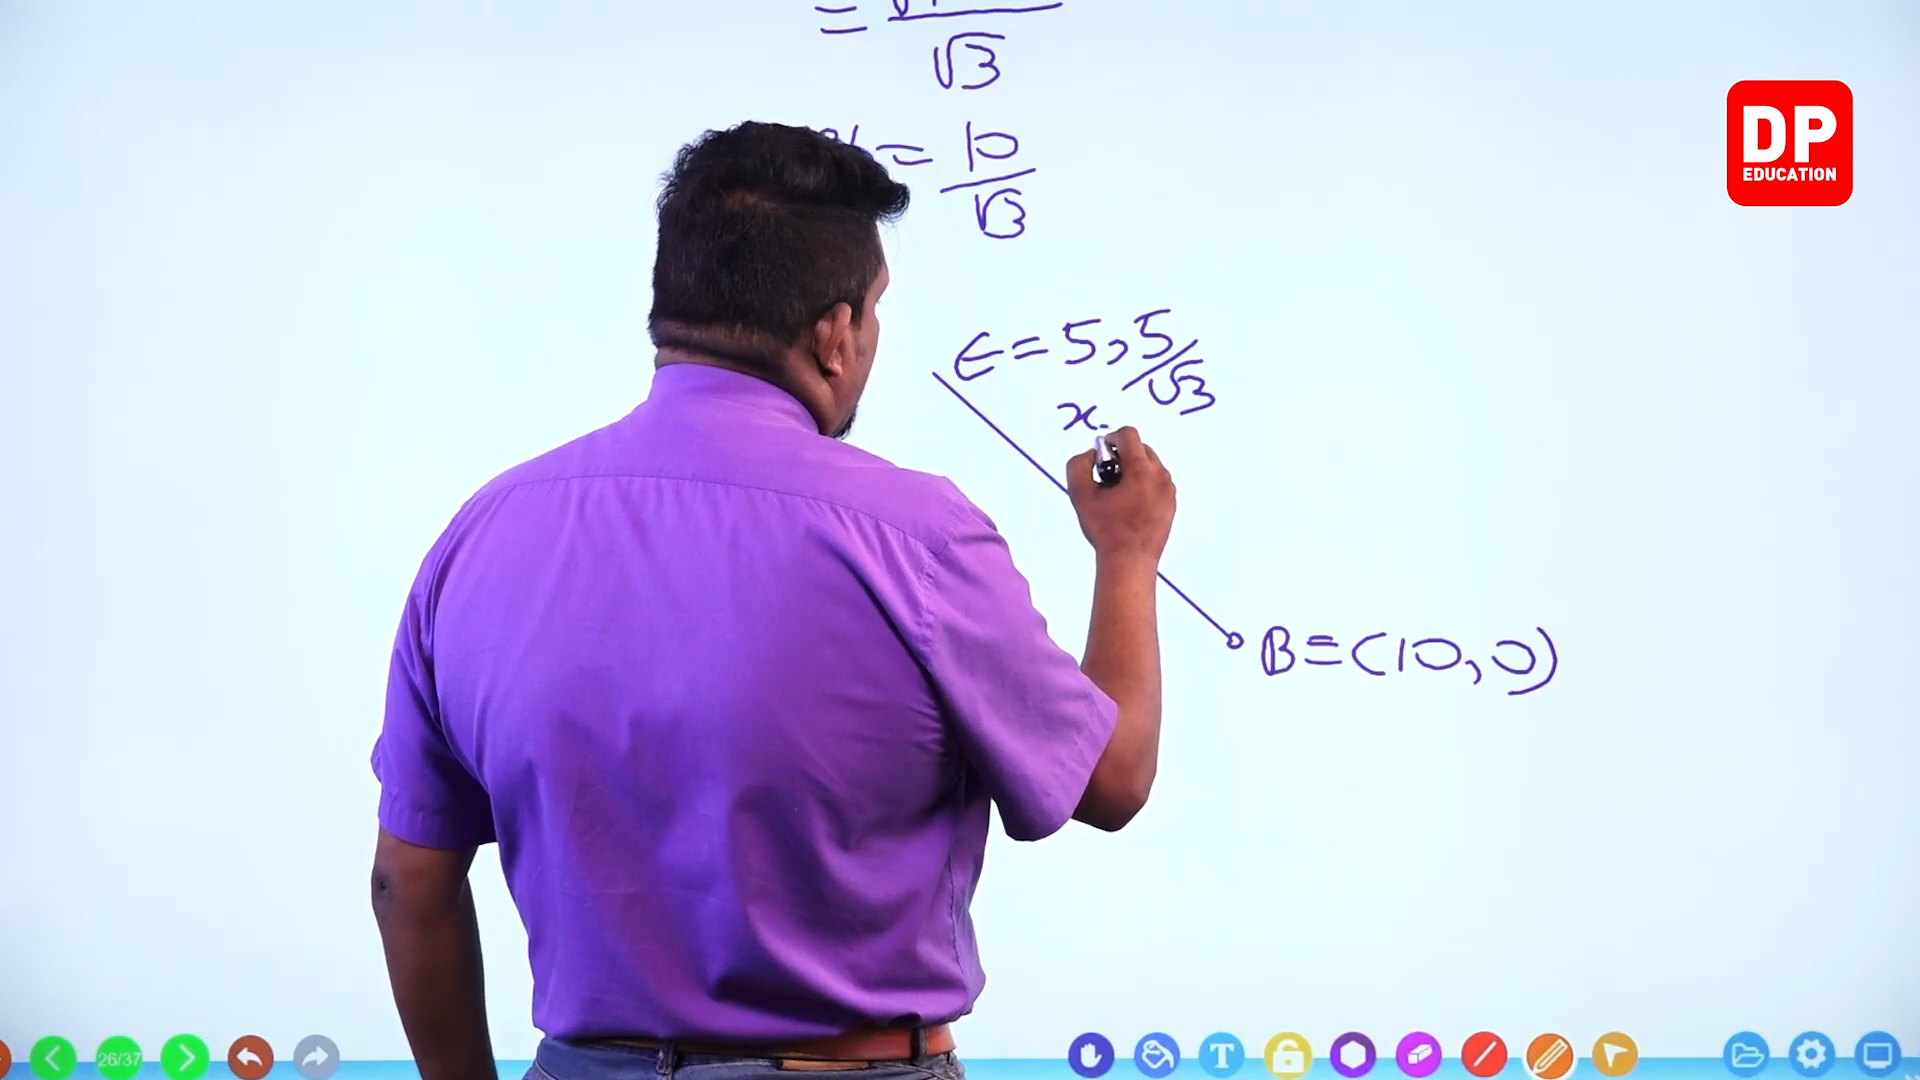 = /√3
= 10/√3
DP
EDUCATION
E = 5, 5/√3
x
B ≡ (10, 0)
26/37
T